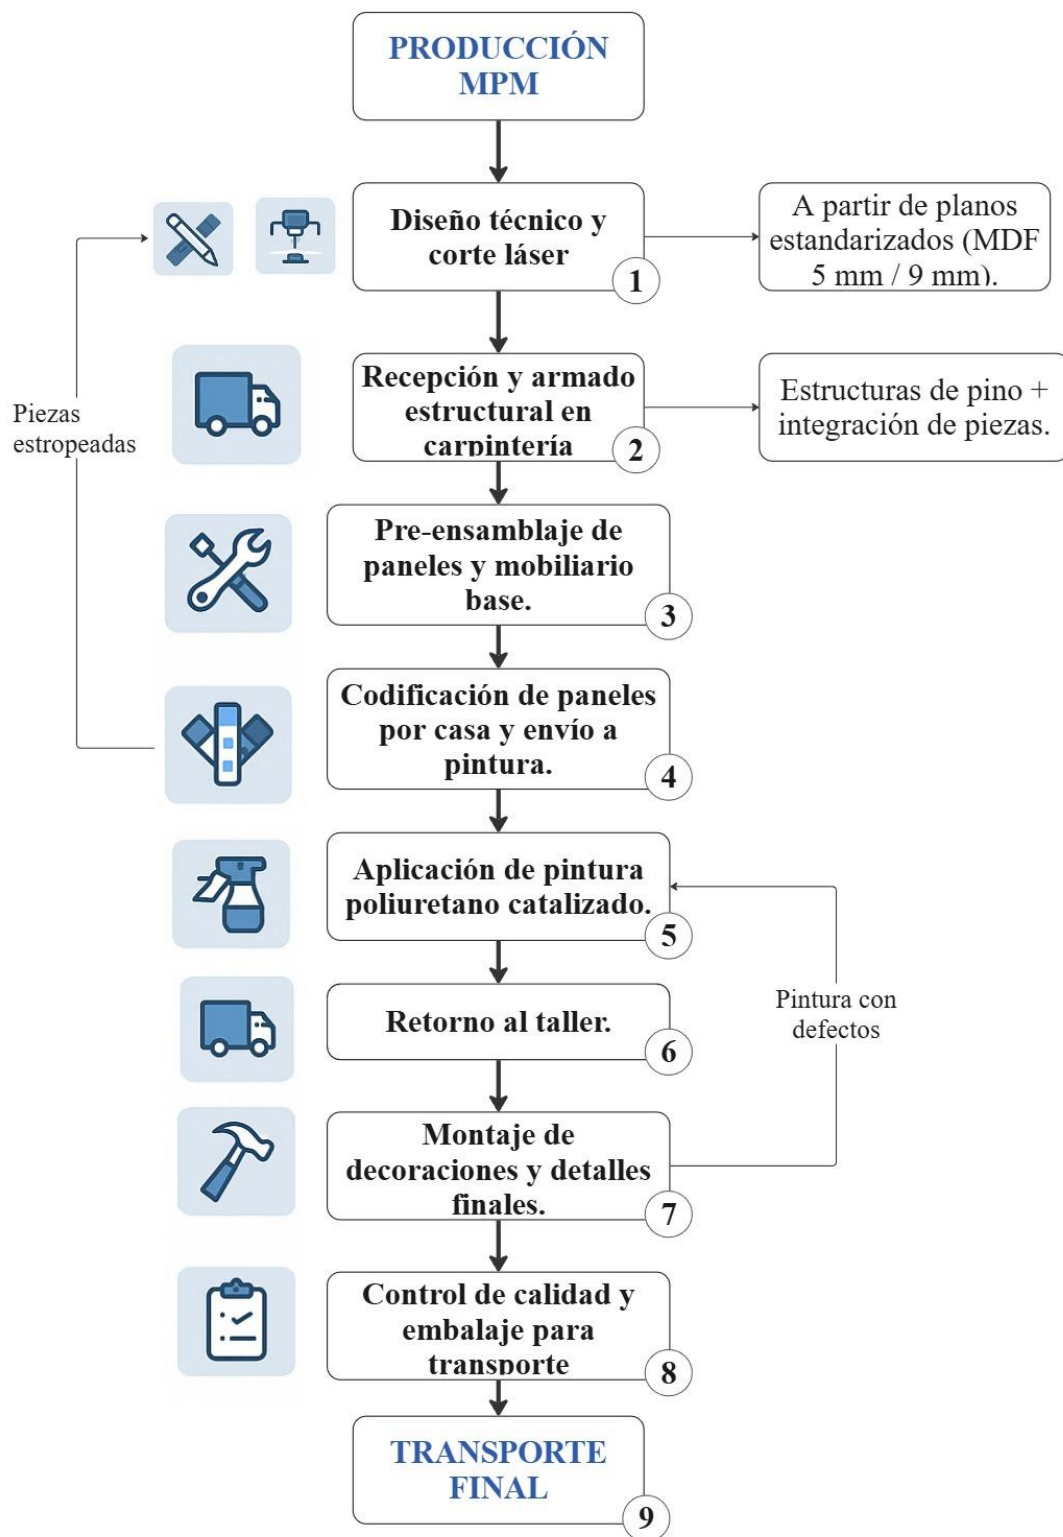 PRODUCCIÓN
MPM
Diseño técnico y
corte láser
1
A partir de planos
estandarizados (MDF
5 mm / 9 mm).
Recepción y armado
estructural en
carpintería
2
Estructuras de pino +
integración de piezas.
Piezas
estropeadas
Pre-ensamblaje de
paneles y mobiliario
base.
3
Codificación de paneles
por casa y envío a
pintura.
4
Aplicación de pintura
poliuretano catalizado.
5
Retorno al taller.
6
Pintura con
defectos
Montaje de
decoraciones y detalles
finales.
7
Control de calidad y
embalaje para
transporte
8
TRANSPORTE
FINAL
9